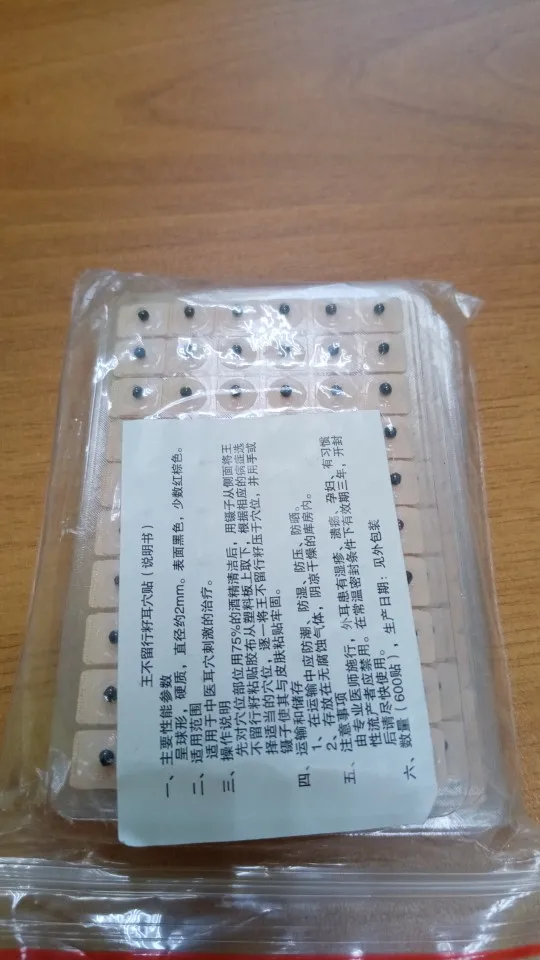 王不留行籽耳穴贴（说明书）
一、主要性能参数
呈球形，硬质，直径约2mm。表面黑色，少数红棕色。
二、适用范围
适用于中医耳穴刺激的治疗。
三、操作说明
先对穴位部位用75%的酒精清洁后，用镊子从侧面将王
不留行籽粘贴胶布从塑料板上取下，根据相应的病症选
择适当的穴位，逐一将王不留行籽压于穴位，并用手或
镊子使其与皮肤粘贴牢固。
四、运输和储存
1、在运输中应防潮、防湿、防压、防晒。
2、存放在无腐蚀气体，阴凉干燥的库房内。
五、注意事项
由专业医师施行，外耳患有湿疹、溃疡、孕妇、有习惯
性流产者应禁用。在常温密封条件下有效期三年，开封
后请尽快使用。
六、数量（600贴），生产日期：见外包装